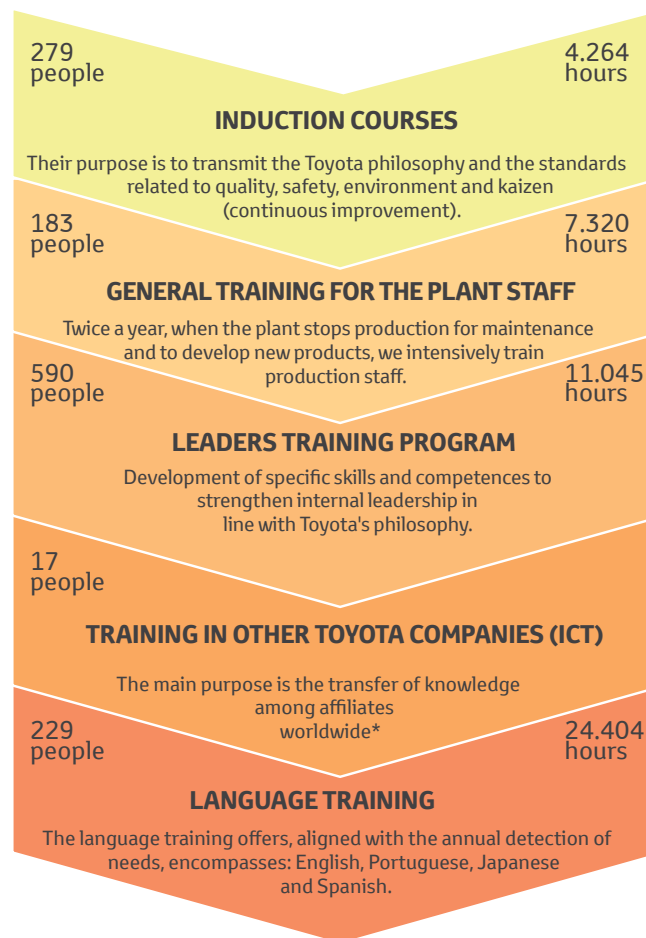 279 people
4.264 hours
INDUCTION COURSES
Their purpose is to transmit the Toyota philosophy and the standards
related to quality, safety, environment and kaizen
(continuous improvement).
183 people
7.320 hours
GENERAL TRAINING FOR THE PLANT STAFF
Twice a year, when the plant stops production for maintenance
and to develop new products, we intensively train
production staff.
590 people
11.045 hours
LEADERS TRAINING PROGRAM
Development of specific skills and competences to
strengthen internal leadership in
line with Toyota's philosophy.
17 people
TRAINING IN OTHER TOYOTA COMPANIES (ICT)
The main purpose is the transfer of knowledge
among affiliates
worldwide*
229 people
24.404 hours
LANGUAGE TRAINING
The language training offers, aligned with the annual detection of
needs, encompasses: English, Portuguese, Japanese
and Spanish.